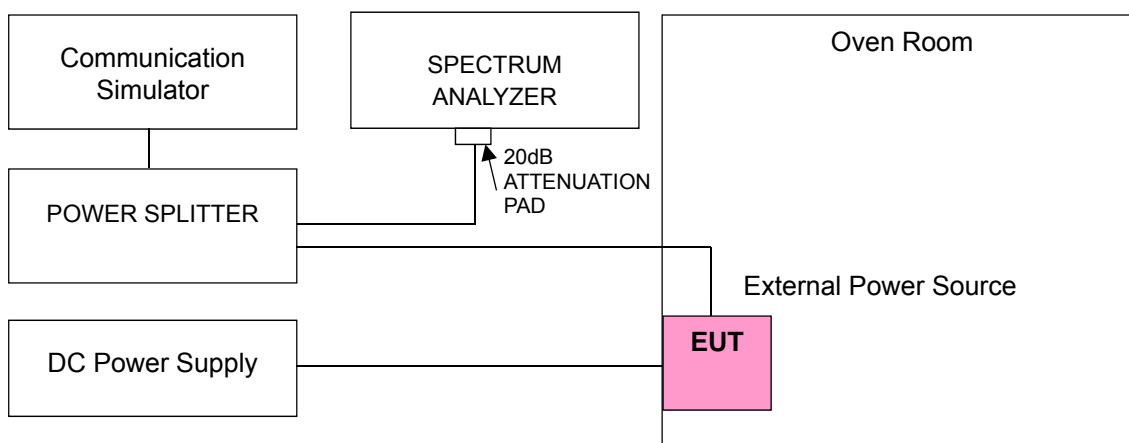 Communication
Simulator
SPECTRUM
ANALYZER
Oven Room
20dB
ATTENUATION
PAD
POWER SPLITTER
External Power Source
DC Power Supply
EUT